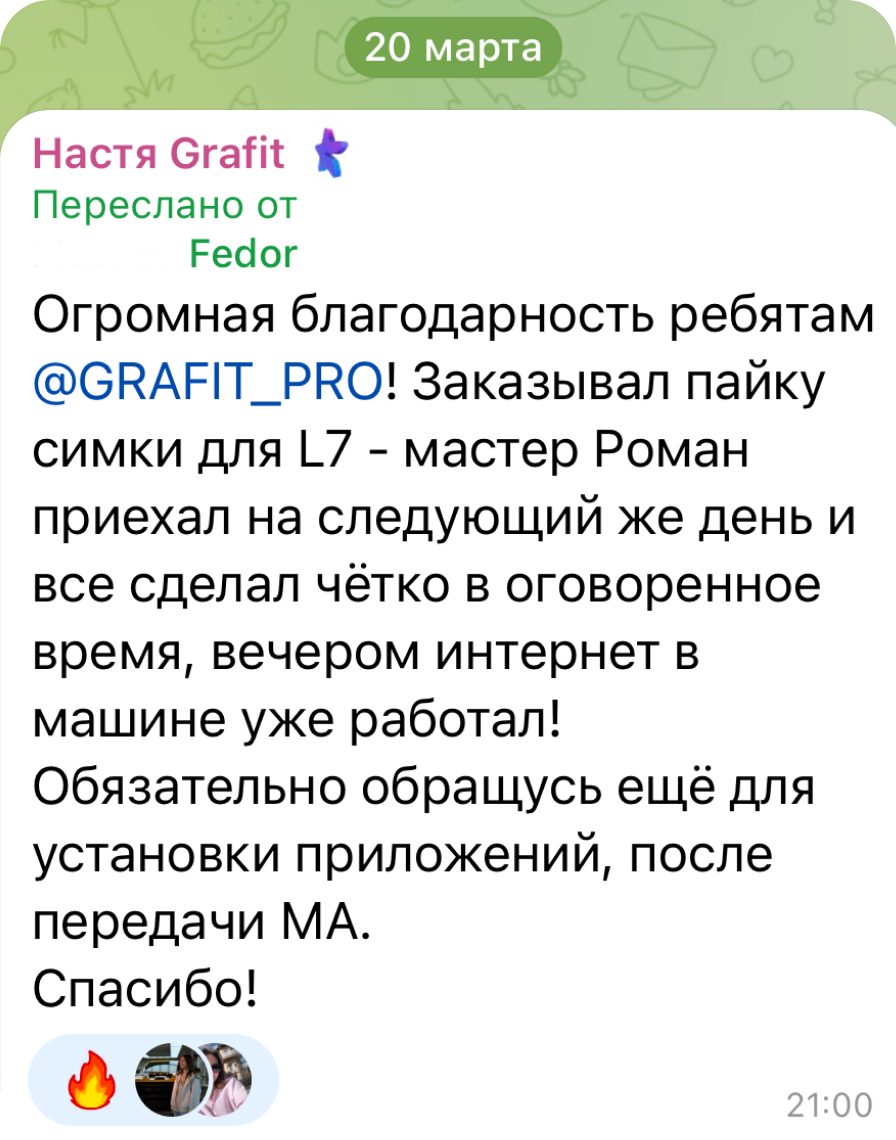 20 марта
Настя Grafit
Переслано от
Fedor
Огромная благодарность ребятам
@GRAFIT_PRO! Заказывал пайку
симки для L7 - мастер Роман
приехал на следующий же день и
все сделал чётко в оговоренное
время, вечером интернет в
машине уже работал!
Обязательно обращусь ещё для
установки приложений, после
передачи МА.
Спасибо!
21:00